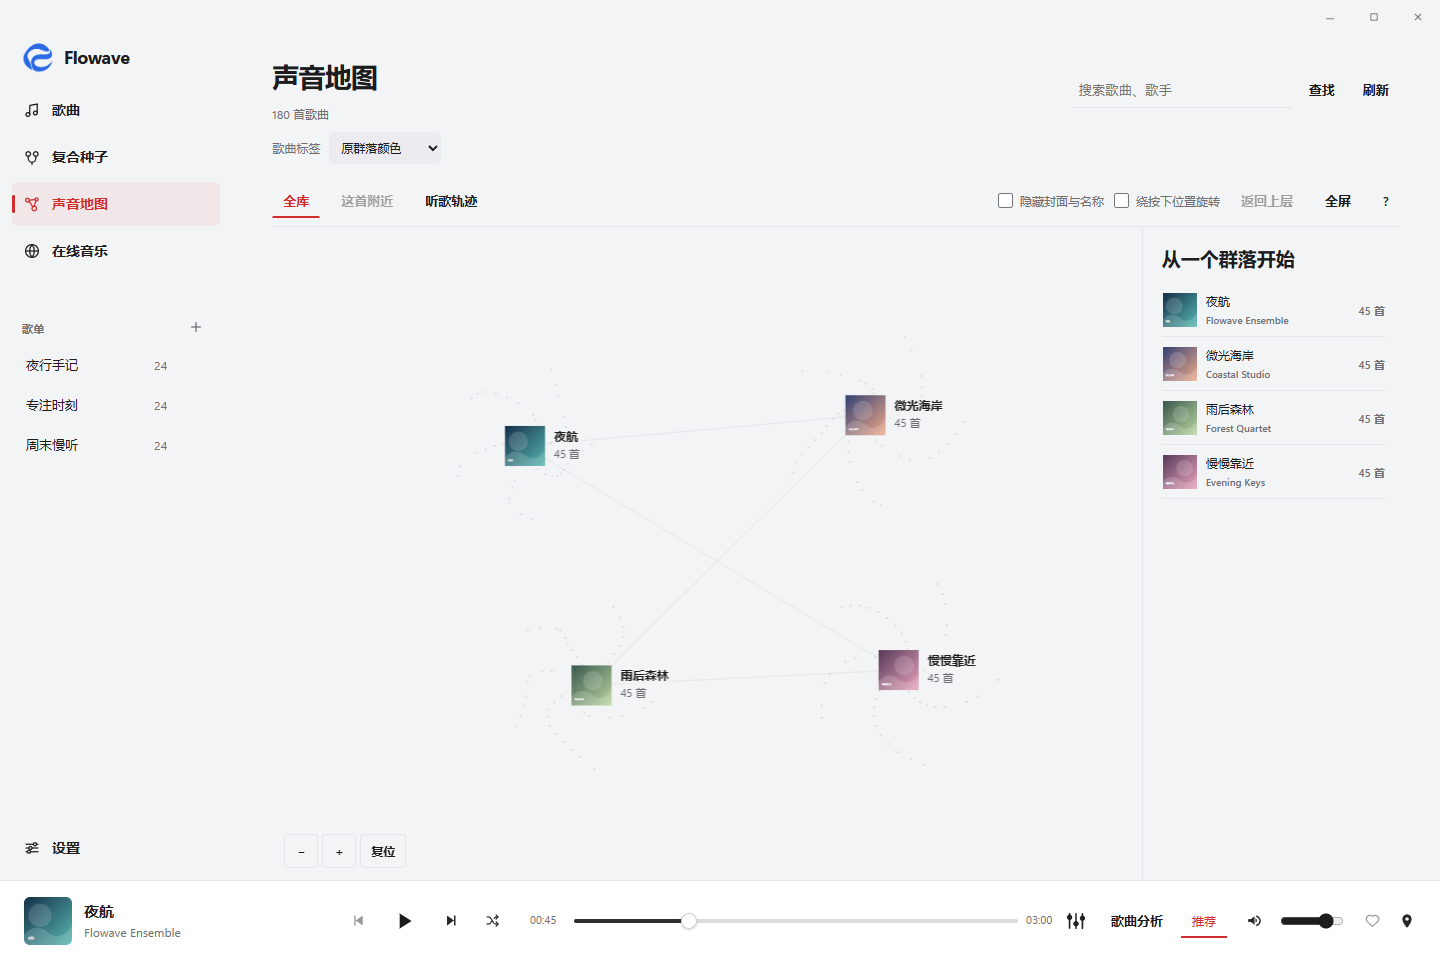 Flowave
歌曲
复合种子
声音地图
在线音乐
歌单
夜行手记 24
专注时刻 24
周末慢听 24
设置
声音地图
180 首歌曲
搜索歌曲、歌手 查找 刷新
歌曲标签 原群落颜色
全库 这首附近 听歌轨迹 隐藏封面与名称 绕按下位置旋转 返回上层 全屏 ?
夜航
45 首
微光海岸
45 首
雨后森林
45 首
慢慢靠近
45 首
− + 复位
从一个群落开始
夜航 45 首
Flowave Ensemble
微光海岸 45 首
Coastal Studio
雨后森林 45 首
Forest Quartet
慢慢靠近 45 首
Evening Keys
夜航
Flowave Ensemble
00:45 03:00 歌曲分析 推荐